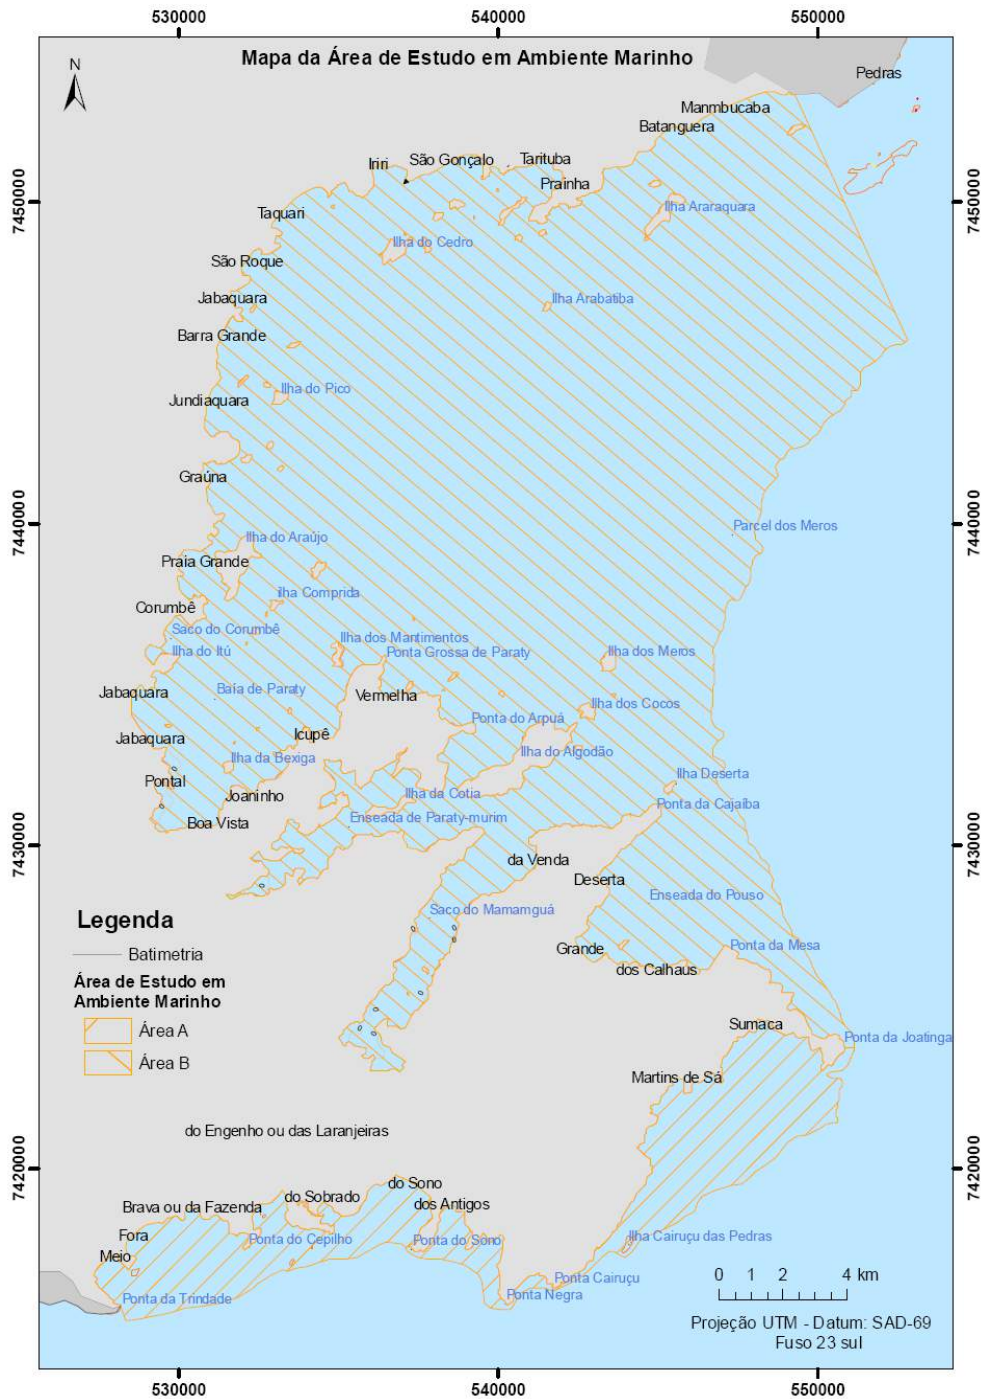 530000
540000
550000
Mapa da Área de Estudo em Ambiente Marinho
N
Pedras
Manmbucaba
Batanguera
Iriri
São Gonçalo
Tarituba
Prainha
7450000
7450000
Taquari
Ilha Araraquara
Ilha do Cedro
São Roque
Jabaquara
Ilha Arabatiba
Barra Grande
Ilha do Pico
Jundiaquara
Graúna
7440000
Parcel dos Meros
7440000
Ilha do Araújo
Praia Grande
ilha Comprida
Corumbê
Saco do Corumbê
Ilha dos Mantimentos
Ilha do Itú
Ponta Grossa de Paraty
Ilha dos Meros
Jabaquara
Baía de Paraty
Vermelha
Ilha dos Cocos
Ponta do Arpuá
Jabaquara
Icupê
Ilha da Bexiga
Ilha do Algodão
Ilha Deserta
Pontal
Joaninho
Ilha da Cotia
Ponta da Cajaíba
Boa Vista
Enseada de Paraty-murim
7430000
7430000
da Venda
Deserta
Enseada do Pouso
Saco do Mamamguá
Legenda
Batimetria
Área de Estudo em
Ambiente Marinho
Área A
Área B
Grande
Ponta da Mesa
dos Calhaus
Sumaca
Ponta da Joatinga
Martins de Sá
do Engenho ou das Laranjeiras
7420000
7420000
do Sono
do Sobrado
Brava ou da Fazenda
dos Antigos
Fora
Ponta do Cepilho
Ponta do Sono
Ilha Cairuçu das Pedras
Meio
Ponta Cairuçu
Ponta da Trindade
Ponta Negra
0 1 2 4 km
Projeção UTM - Datum: SAD-69
Fuso 23 sul
530000
540000
550000